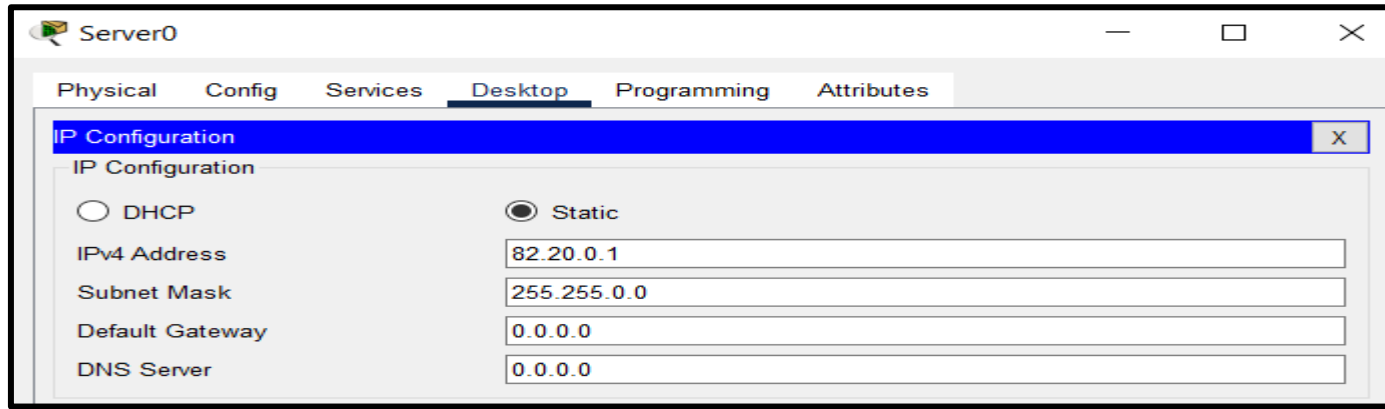 Server0
Physical Config Services Desktop Programming Attributes
IP Configuration X
IP Configuration
DHCP Static
IPv4 Address 82.20.0.1
Subnet Mask 255.255.0.0
Default Gateway 0.0.0.0
DNS Server 0.0.0.0